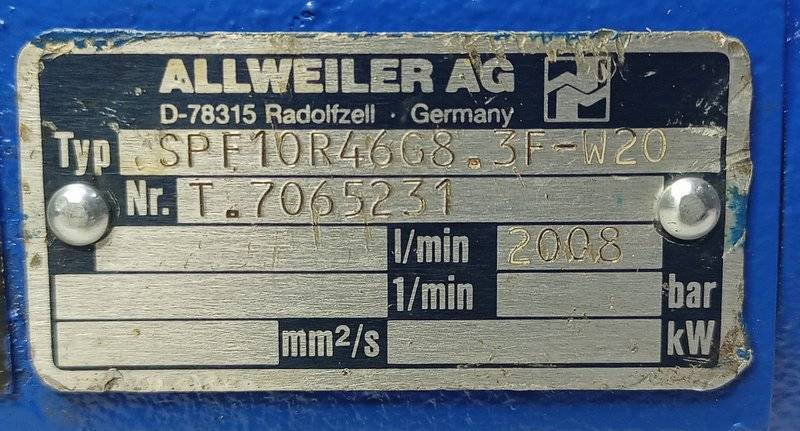 ALLWEILER AG
D-78315 Radolfzell · Germany
Typ SPF10R46G8.3F-W20
Nr. T.7065231
l/min 2008
1/min bar
mm²/s kW